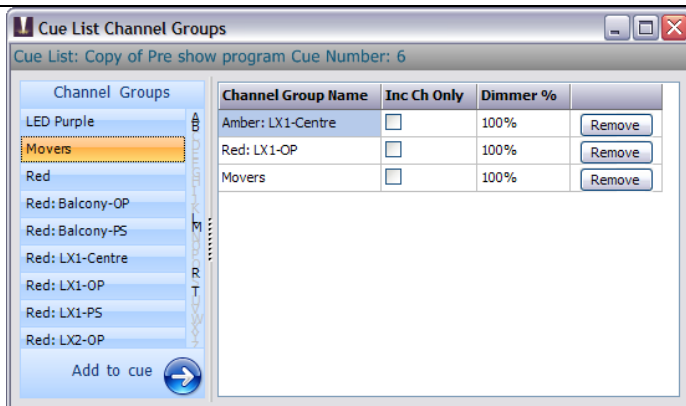 Cue List Channel Groups
Cue List: Copy of Pre show program Cue Number: 6
Channel Groups
LED Purple
Movers
Red
Red: Balcony-OP
Red: Balcony-PS
Red: LX1-Centre
Red: LX1-OP
Red: LX1-PS
Red: LX2-OP
Add to cue
A
B
L
M
R
T
Channel Group Name Inc Ch Only Dimmer %
Amber: LX1-Centre 100% Remove
Red: LX1-OP 100% Remove
Movers 100% Remove